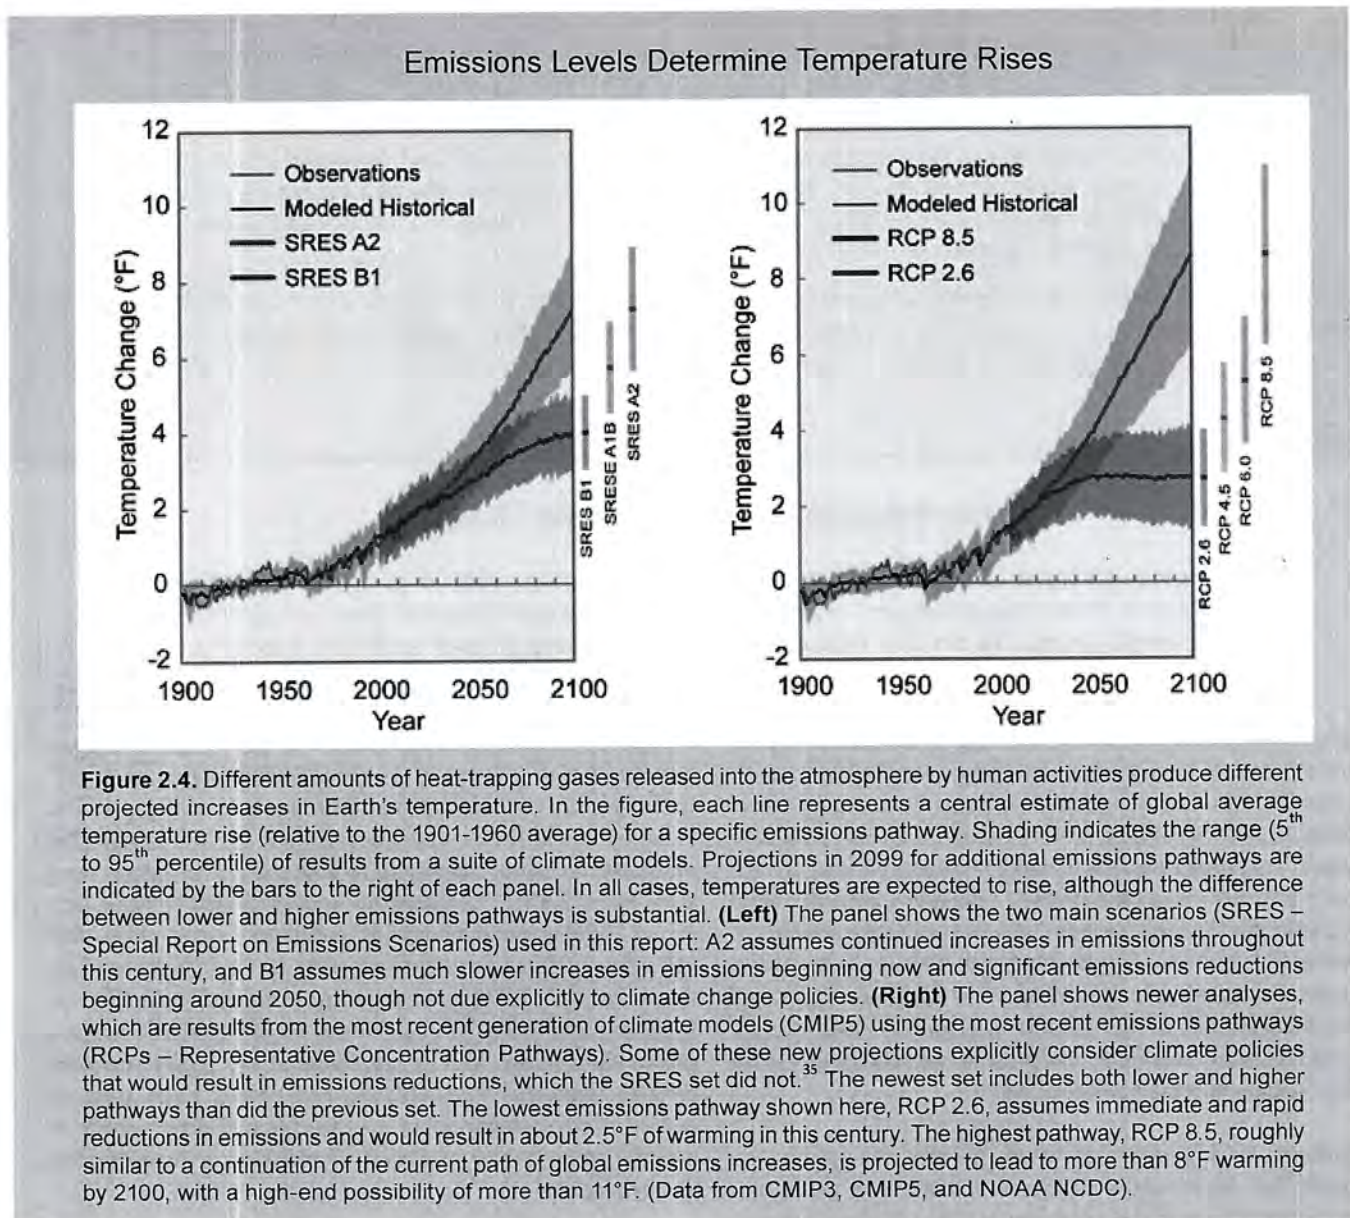 Emissions Levels Determine Temperature Rises
12
10
8
6
4
2
0
-2
Temperature Change (°F)
Observations
Modeled Historical
SRES A2
SRES B1
1900 1950 2000 2050 2100
Year
SRES B1
SRESE A1B
SRES A2
12
10
8
6
4
2
0
-2
Temperature Change (°F)
Observations
Modeled Historical
RCP 8.5
RCP 2.6
1900 1950 2000 2050 2100
Year
RCP 2.6
RCP 4.5
RCP 6.0
RCP 8.5
Figure 2.4. Different amounts of heat-trapping gases released into the atmosphere by human activities produce different
projected increases in Earth's temperature. In the figure, each line represents a central estimate of global average
temperature rise (relative to the 1901-1960 average) for a specific emissions pathway. Shading indicates the range (5th
to 95th percentile) of results from a suite of climate models. Projections in 2099 for additional emissions pathways are
indicated by the bars to the right of each panel. In all cases, temperatures are expected to rise, although the difference
between lower and higher emissions pathways is substantial. (Left) The panel shows the two main scenarios (SRES –
Special Report on Emissions Scenarios) used in this report: A2 assumes continued increases in emissions throughout
this century, and B1 assumes much slower increases in emissions beginning now and significant emissions reductions
beginning around 2050, though not due explicitly to climate change policies. (Right) The panel shows newer analyses,
which are results from the most recent generation of climate models (CMIP5) using the most recent emissions pathways
(RCPs – Representative Concentration Pathways). Some of these new projections explicitly consider climate policies
that would result in emissions reductions, which the SRES set did not.35 The newest set includes both lower and higher
pathways than did the previous set. The lowest emissions pathway shown here, RCP 2.6, assumes immediate and rapid
reductions in emissions and would result in about 2.5°F of warming in this century. The highest pathway, RCP 8.5, roughly
similar to a continuation of the current path of global emissions increases, is projected to lead to more than 8°F warming
by 2100, with a high-end possibility of more than 11°F. (Data from CMIP3, CMIP5, and NOAA NCDC).